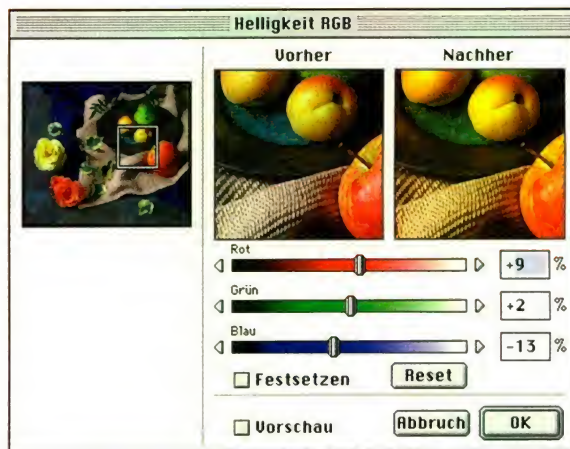 Helligkeit RGB
Vorher
Nachher
Rot
+9 %
Grün
+2 %
Blau
-13 %
Festsetzen
Reset
Vorschau
Abbruch
OK